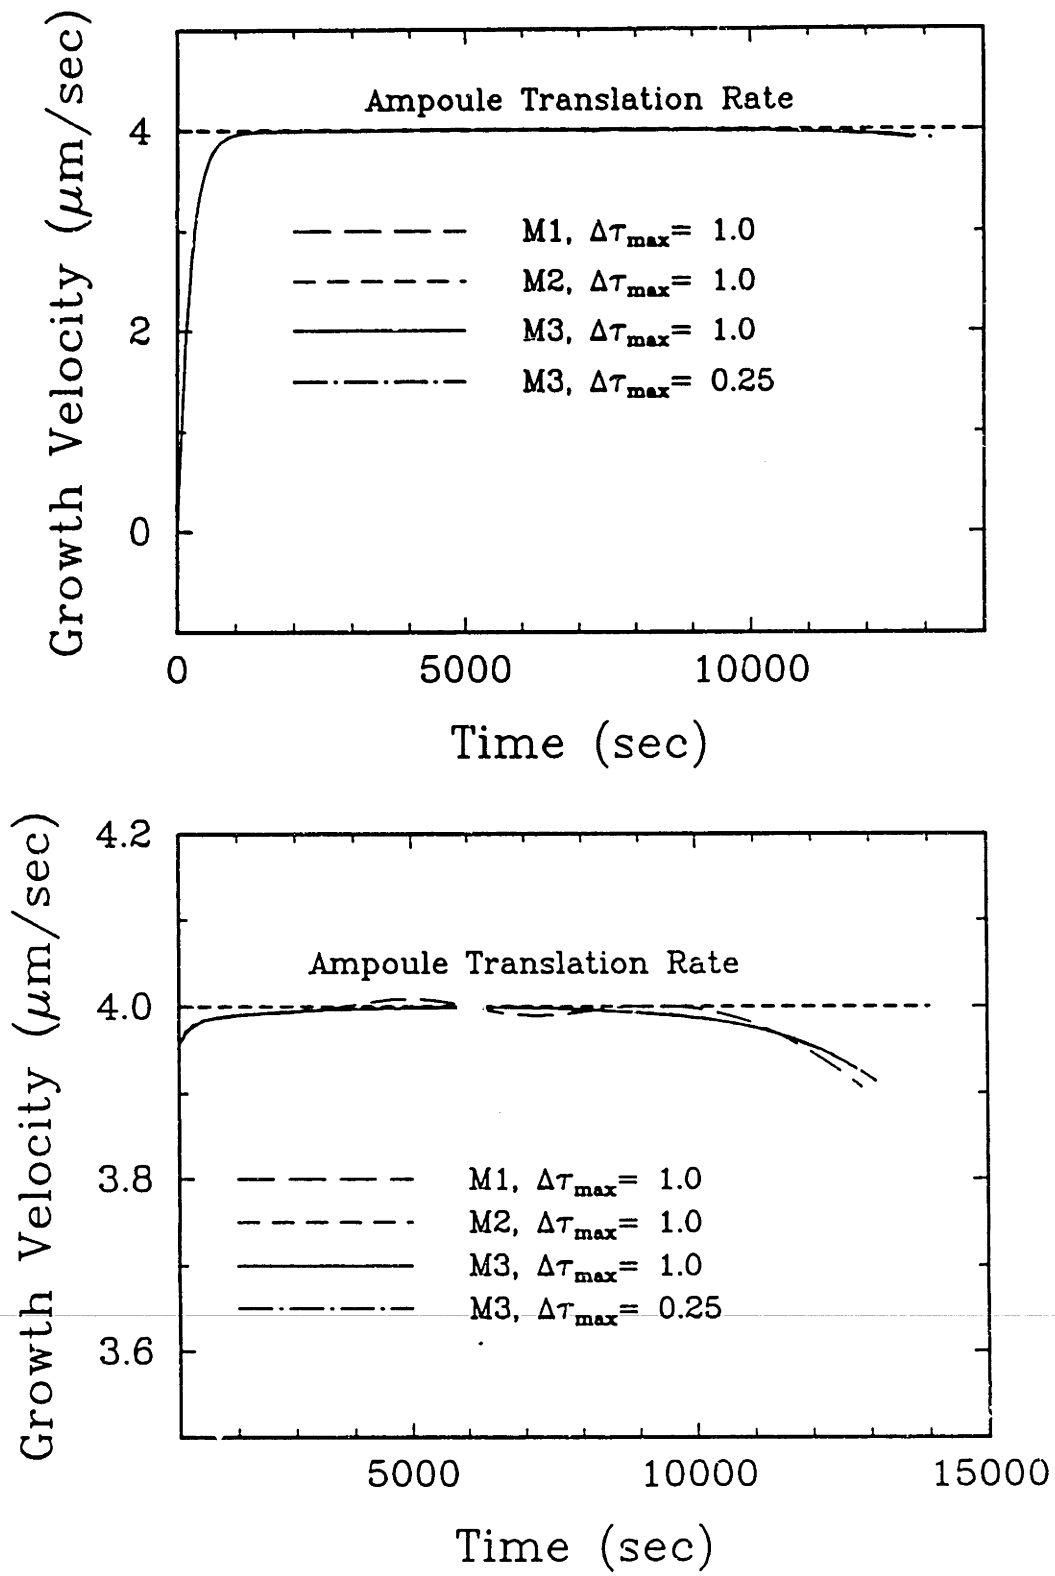 Growth Velocity (μm/sec)
Ampoule Translation Rate
4
2
0
M1, Δτmax= 1.0
M2, Δτmax= 1.0
M3, Δτmax= 1.0
M3, Δτmax= 0.25
0 5000 10000
Time (sec)
Growth Velocity (μm/sec)
4.2
Ampoule Translation Rate
4.0
3.8
3.6
M1, Δτmax= 1.0
M2, Δτmax= 1.0
M3, Δτmax= 1.0
M3, Δτmax= 0.25
5000 10000 15000
Time (sec)